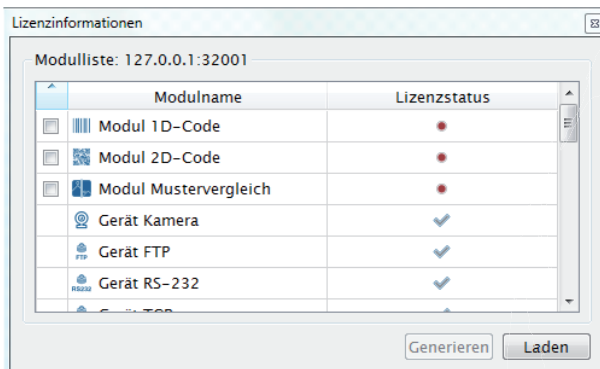 Lizenzinformationen
Modulliste: 127.0.0.1:32001
Modulname Lizenzstatus
Modul 1D-Code
Modul 2D-Code
Modul Mustervergleich
Gerät Kamera
FTP Gerät FTP
RS232 Gerät RS-232
Generieren Laden